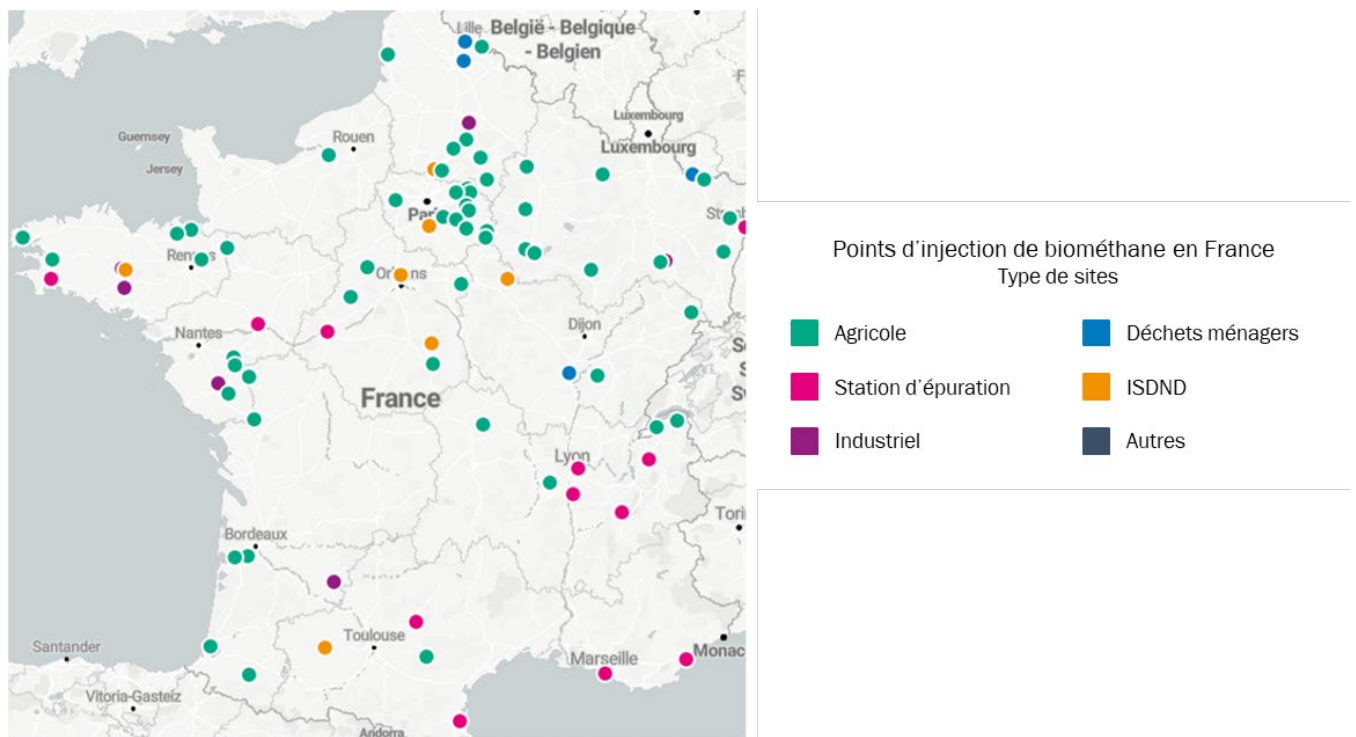 Lille
België - Belgique
- Belgien
Luxembourg
Luxembourg
Guernsey
Jersey
Rouen
Rennes
Orléans
Nantes
Dijon
France
Lyon
Bordeaux
Toulouse
Santander
Vitoria-Gasteiz
Marseille
Andorra
Points d'injection de biométhane en France
Type de sites
Agricole
Déchets ménagers
Station d'épuration
ISDND
Industriel
Autres